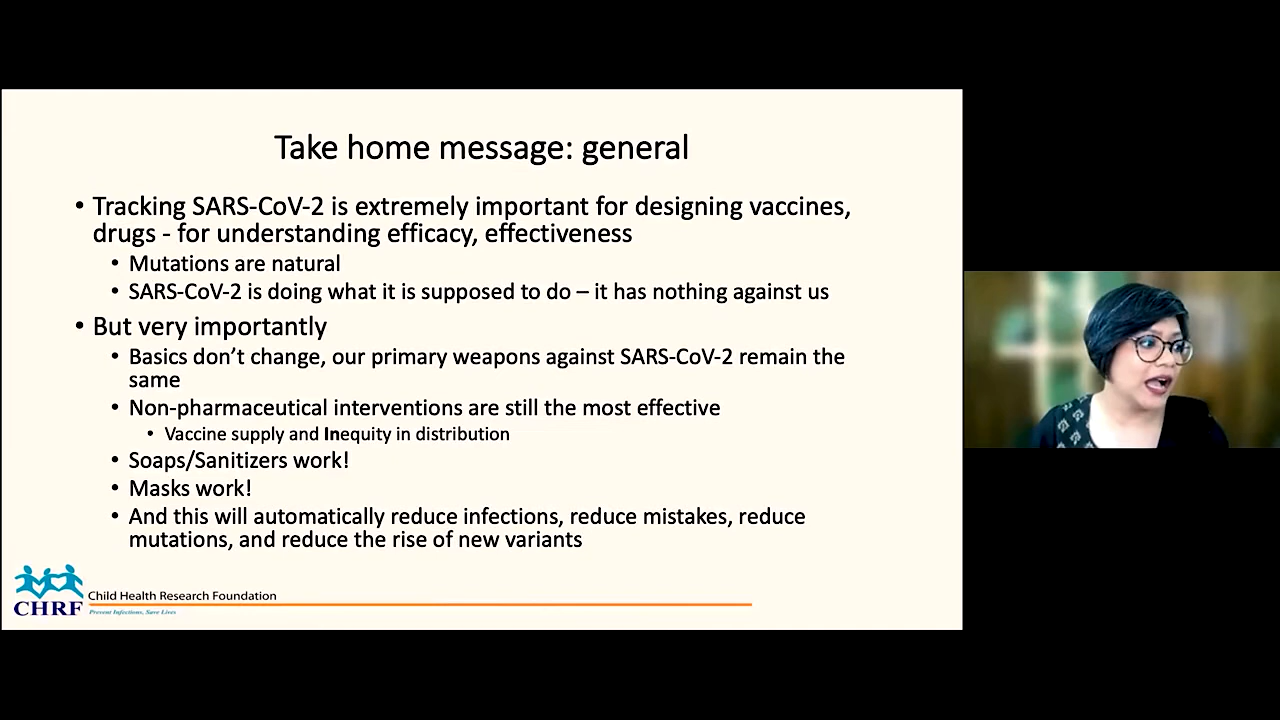 Take home message: general
• Tracking SARS-CoV-2 is extremely important for designing vaccines,
drugs - for understanding efficacy, effectiveness
• Mutations are natural
• SARS-CoV-2 is doing what it is supposed to do – it has nothing against us
• But very importantly
• Basics don’t change, our primary weapons against SARS-CoV-2 remain the
same
• Non-pharmaceutical interventions are still the most effective
• Vaccine supply and Inequity in distribution
• Soaps/Sanitizers work!
• Masks work!
• And this will automatically reduce infections, reduce mistakes, reduce
mutations, and reduce the rise of new variants
CHRF
Child Health Research Foundation
Prevent Infections, Save Lives